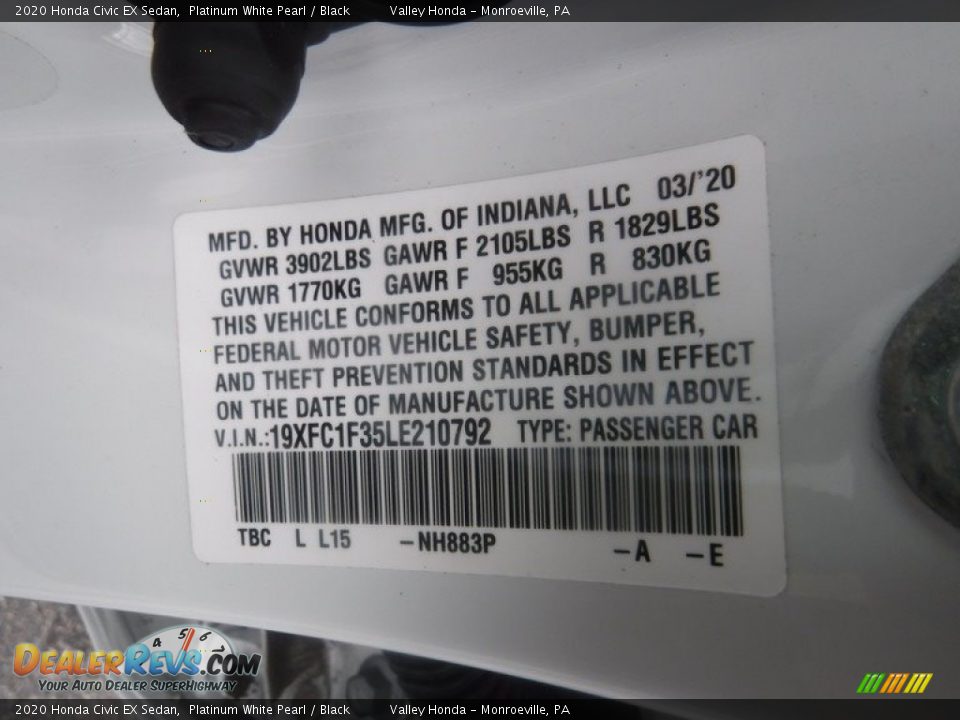 2020 Honda Civic EX Sedan, Platinum White Pearl / Black Valley Honda - Monroeville, PA
MFD. BY HONDA MFG. OF INDIANA, LLC 03/'20
GVWR 3902LBS GAWR F 2105LBS R 1829LBS
GVWR 1770KG GAWR F 955KG R 830KG
THIS VEHICLE CONFORMS TO ALL APPLICABLE
FEDERAL MOTOR VEHICLE SAFETY, BUMPER,
AND THEFT PREVENTION STANDARDS IN EFFECT
ON THE DATE OF MANUFACTURE SHOWN ABOVE.
V.I.N.:19XFC1F35LE210792 TYPE: PASSENGER CAR
TBC L L15 -NH883P -A -E
4 5 6
DEALERREVS.COM
YOUR AUTO DEALER SUPERHIGHWAY
2020 Honda Civic EX Sedan, Platinum White Pearl / Black Valley Honda - Monroeville, PA